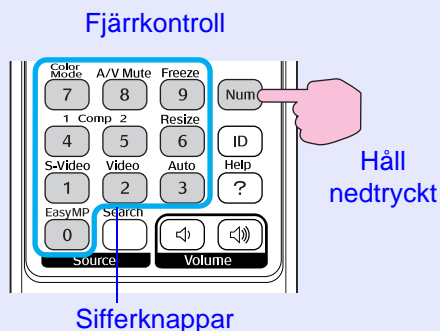 Fjärrkontroll
Color Mode A/V Mute Freeze
7 8 9 Num
1 Comp 2 Resize
4 5 6 ID
S-Video Video Auto Help
1 2 3 ?
EasyMP Search
0
Source Volume
Håll
nedtryckt
Sifferknappar